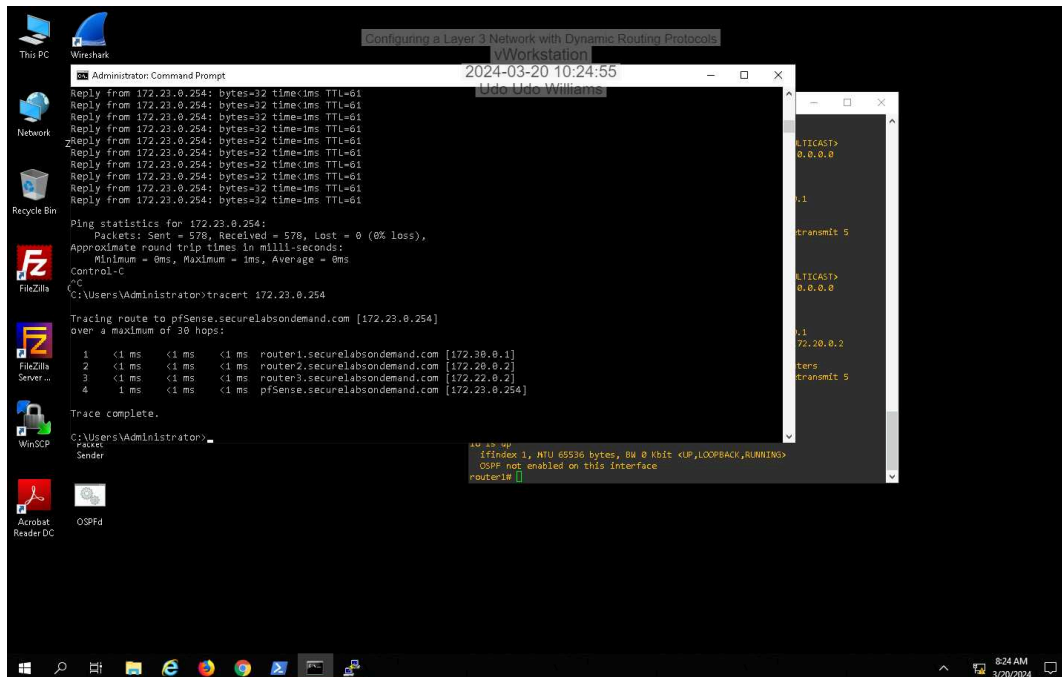 This PC
Wireshark
Network
Recycle Bin
FileZilla
FileZilla
Server ...
WinSCP
Packet
Sender
Acrobat
Reader DC
OSPFd
Configuring a Layer 3 Network with Dynamic Routing Protocols
vWorkstation
2024-03-20 10:24:55
Udo Udo Williams
Administrator: Command Prompt
Reply from 172.23.0.254: bytes=32 time<1ms TTL=61
Reply from 172.23.0.254: bytes=32 time=1ms TTL=61
Reply from 172.23.0.254: bytes=32 time<1ms TTL=61
Reply from 172.23.0.254: bytes=32 time=1ms TTL=61
Reply from 172.23.0.254: bytes=32 time=1ms TTL=61
Reply from 172.23.0.254: bytes=32 time=1ms TTL=61
Reply from 172.23.0.254: bytes=32 time<1ms TTL=61
Reply from 172.23.0.254: bytes=32 time=1ms TTL=61
Reply from 172.23.0.254: bytes=32 time<1ms TTL=61
Reply from 172.23.0.254: bytes=32 time=1ms TTL=61
Ping statistics for 172.23.0.254:
Packets: Sent = 578, Received = 578, Lost = 0 (0% loss),
Approximate round trip times in milli-seconds:
Minimum = 0ms, Maximum = 1ms, Average = 0ms
Control-C
^C
C:\Users\Administrator>tracert 172.23.0.254
Tracing route to pfSense.securelabsondemand.com [172.23.0.254]
over a maximum of 30 hops:
1 <1 ms <1 ms <1 ms router1.securelabsondemand.com [172.30.0.1]
2 <1 ms <1 ms <1 ms router2.securelabsondemand.com [172.20.0.2]
3 <1 ms <1 ms <1 ms router3.securelabsondemand.com [172.22.0.2]
4 1 ms <1 ms <1 ms pfSense.securelabsondemand.com [172.23.0.254]
Trace complete.
C:\Users\Administrator>
LTICAST>
0.0.0.0
.1
etransmit 5
LTICAST>
0.0.0.0
.1
72.20.0.2
ters
etransmit 5
lo is up
ifindex 1, MTU 65536 bytes, BW 0 Kbit <UP,LOOPBACK,RUNNING>
OSPF not enabled on this interface
router1#
8:24 AM
3/20/2024